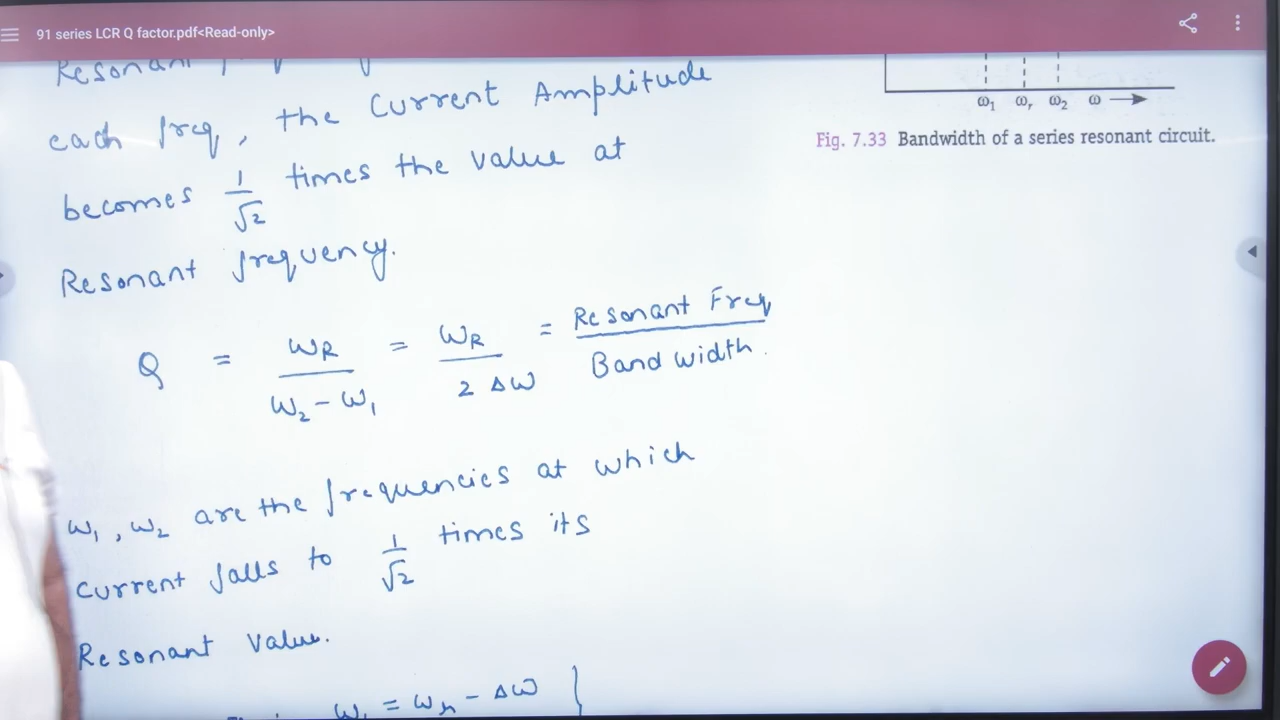 91 series LCR Q factor.pdf<Read-only>
Resonant
each freq, the Current Amplitude
becomes 1/√2 times the value at
Resonant frequency.
Q = ωR / ω2 - ω1 = ωR / 2 Δω = Resonant Freq / Band width.
ω1, ω2 are the frequencies at which
Current falls to 1/√2 times its
Resonant Value.
ω1 = ωr - Δω }
ω1 ωr ω2 ω
Fig. 7.33 Bandwidth of a series resonant circuit.